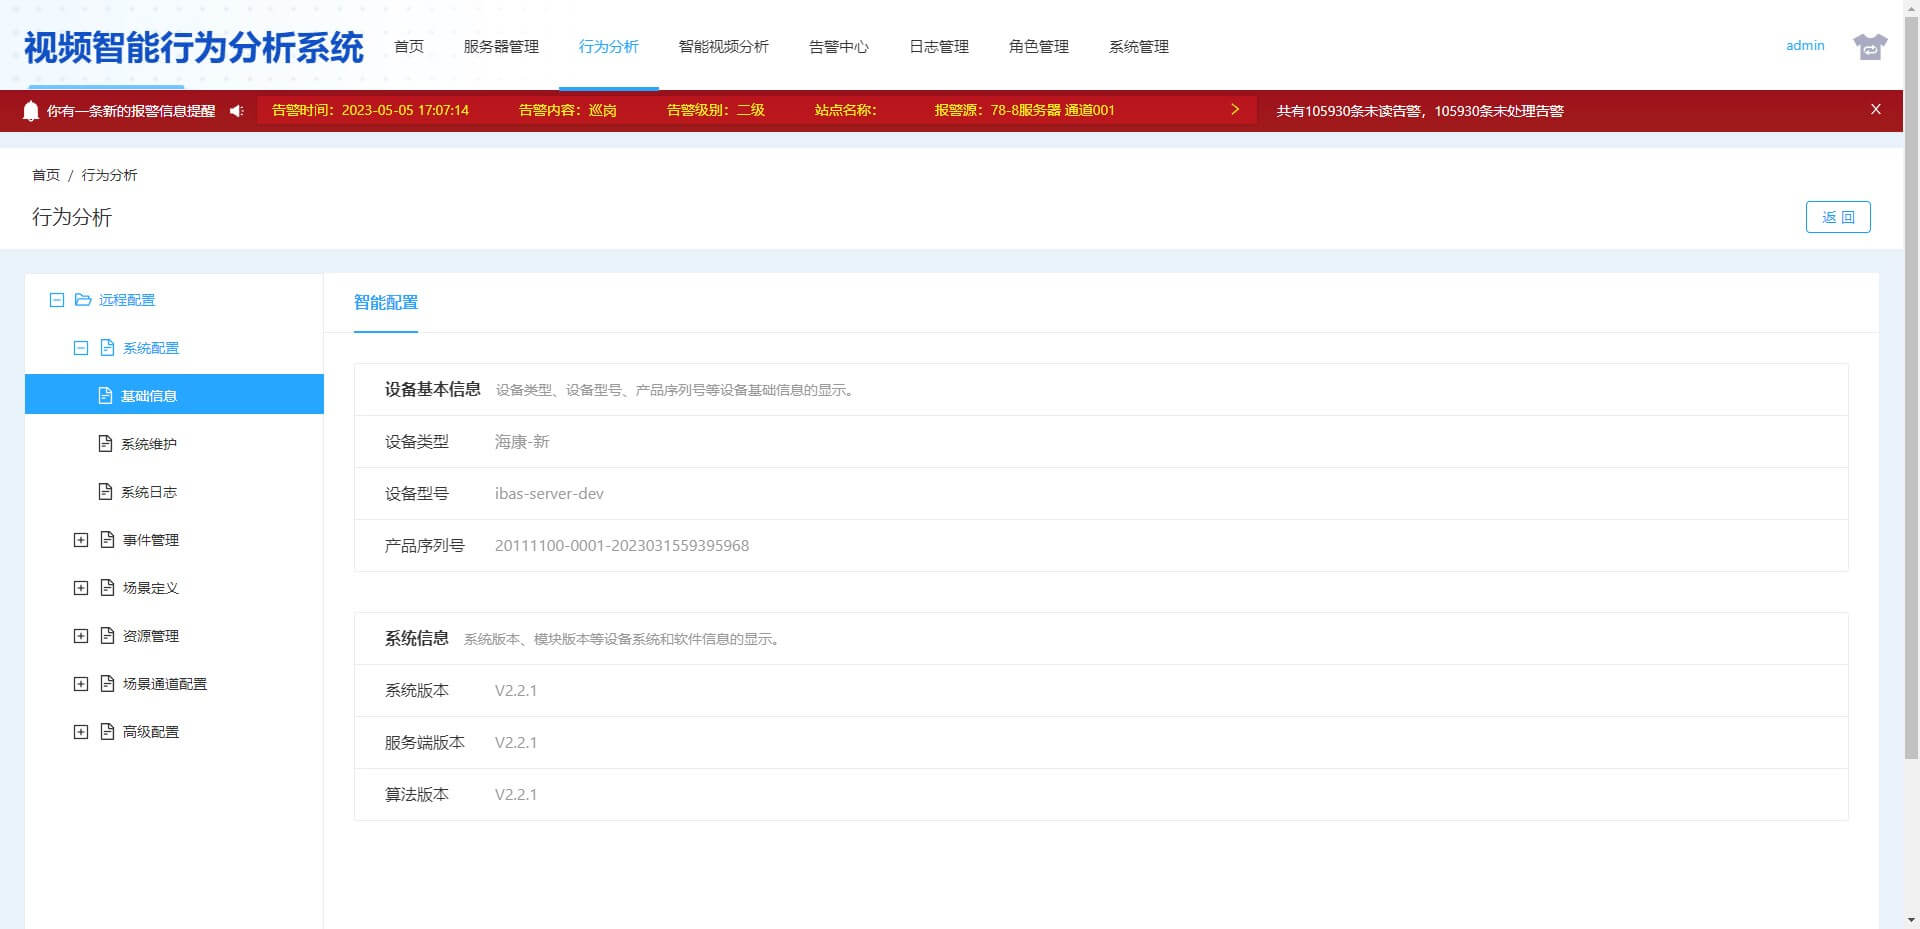 视频智能行为分析系统 首页 服务器管理 行为分析 智能视频分析 告警中心 日志管理 角色管理 系统管理 admin
你有一条新的报警信息提醒 告警时间：2023-05-05 17:07:14 告警内容：巡岗 告警级别：二级 站点名称： 报警源：78-8服务器 通道001 共有105930条未读告警，105930条未处理告警 X
首页 / 行为分析
行为分析
返 回
远程配置
系统配置
基础信息
系统维护
系统日志
事件管理
场景定义
资源管理
场景通道配置
高级配置
智能配置
设备基本信息 设备类型、设备型号、产品序列号等设备基础信息的显示。
设备类型 海康-新
设备型号 ibas-server-dev
产品序列号 20111100-0001-2023031559395968
系统信息 系统版本、模块版本等设备系统和软件信息的显示。
系统版本 V2.2.1
服务端版本 V2.2.1
算法版本 V2.2.1